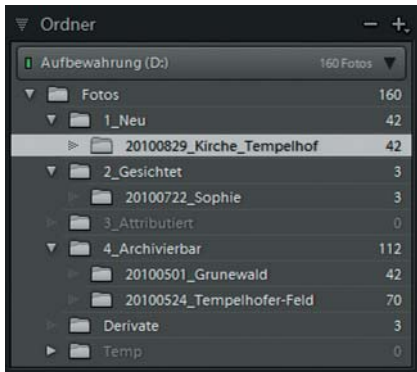 Ordner
Aufbewahrung (D:) 160 Fotos
Fotos 160
1_Neu 42
20100829_Kirche_Tempelhof 42
2_Gesichtet 3
20100722_Sophie 3
3_Attributiert 0
4_Archivierbar 112
20100501_Grunewald 42
20100524_Tempelhofer-Feld 70
Derivate 3
Temp 0